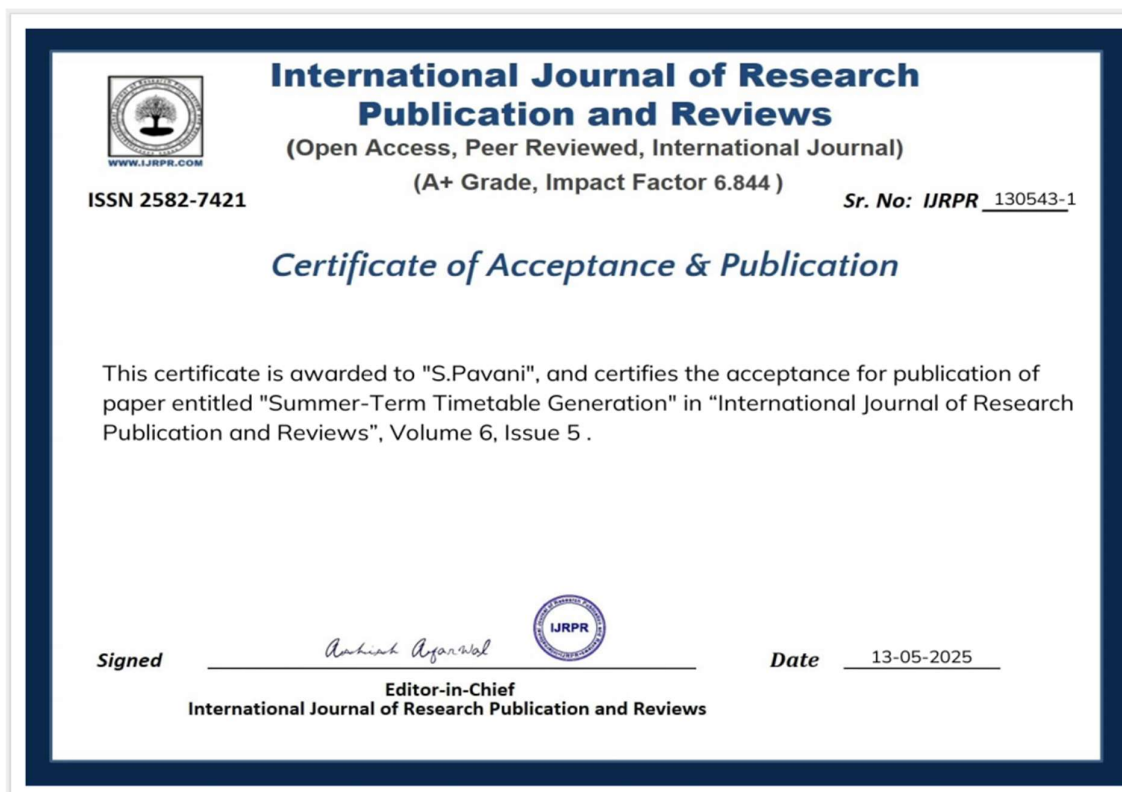 International Journal of Research
Publication and Reviews
(Open Access, Peer Reviewed, International Journal)
(A+ Grade, Impact Factor 6.844 )
WWW.IJRPR.COM
ISSN 2582-7421
Sr. No: IJRPR 130543-1
Certificate of Acceptance & Publication
This certificate is awarded to "S.Pavani", and certifies the acceptance for publication of
paper entitled "Summer-Term Timetable Generation" in “International Journal of Research
Publication and Reviews”, Volume 6, Issue 5 .
IJRPR
Signed Ashish Agarwal
Date 13-05-2025
Editor-in-Chief
International Journal of Research Publication and Reviews